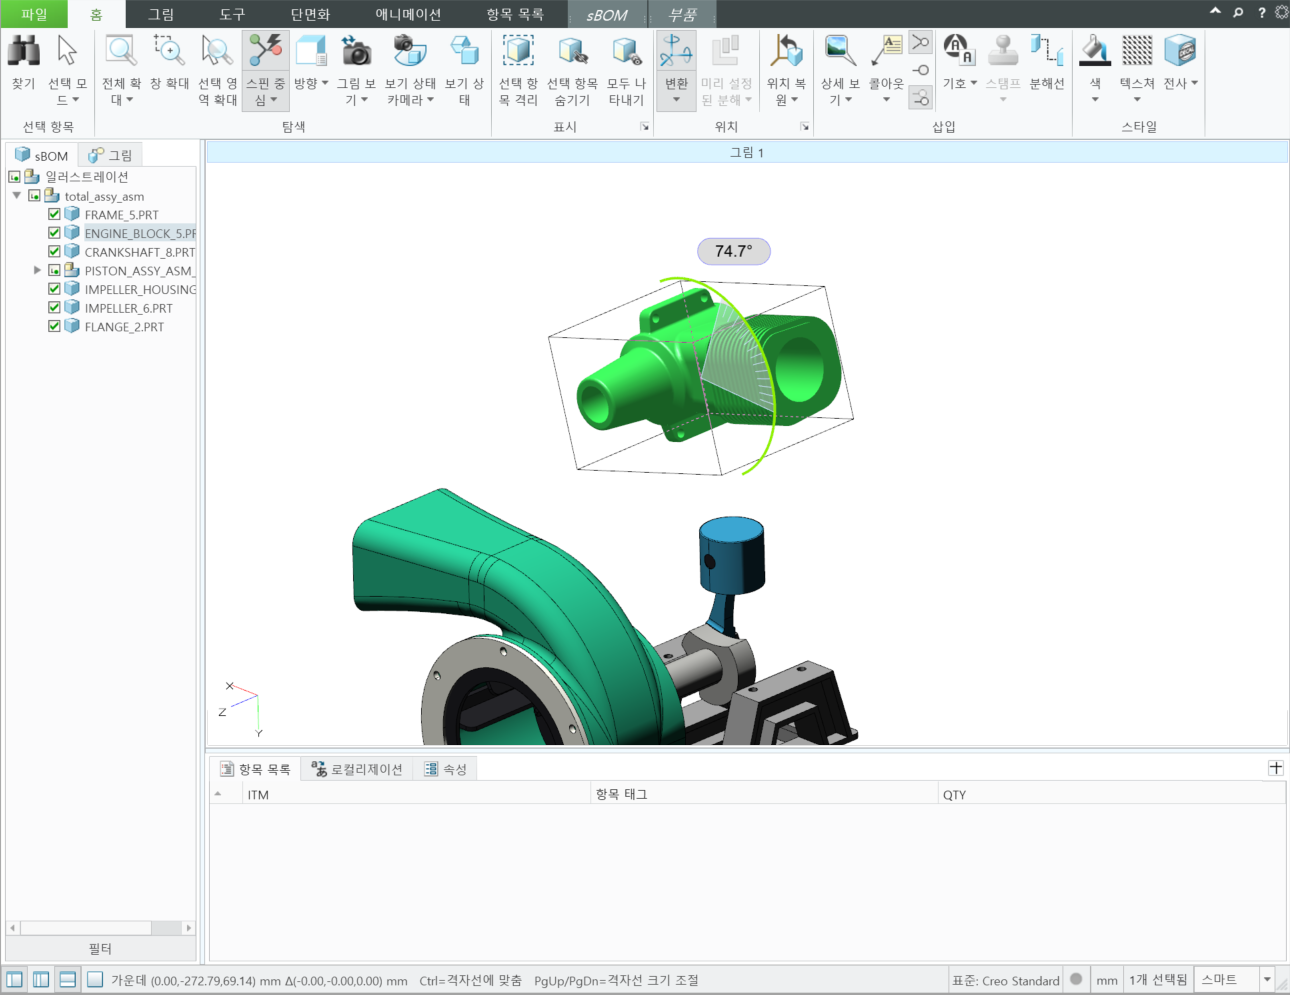 파일 홈 그림 도구 단면화 애니메이션 항목 목록 sBOM 부품
찾기 선택 모드 전체 확대 창 확대 선택 영역 확대 스핀 중심 방향 그림 보기 보기 상태 카메라 보기 상태 선택 항목 격리 선택 항목 숨기기 모두 나타내기 변환 미리 설정된 분해 위치 복원 상세 보기 콜아웃 기호 스탬프 분해선 색 텍스쳐 전사
선택 항목 탐색 표시 위치 삽입 스타일
sBOM 그림
그림 1
일러스트레이션
total_assy_asm
FRAME_5.PRT
ENGINE_BLOCK_5.PR
CRANKSHAFT_8.PRT
PISTON_ASSY_ASM_
IMPELLER_HOUSING
IMPELLER_6.PRT
FLANGE_2.PRT
74.7°
X
Z
Y
항목 목록 로컬리제이션 속성
ITM 항목 태그 QTY
필터
가운데 (0.00,-272.79,69.14) mm Δ(-0.00,-0.00,0.00) mm Ctrl=격자선에 맞춤 PgUp/PgDn=격자선 크기 조절 표준: Creo Standard mm 1개 선택됨 스마트